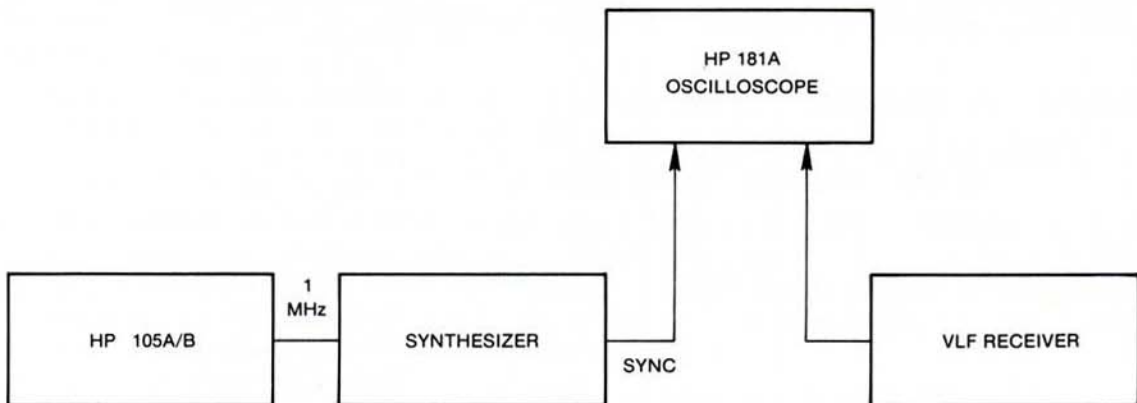 HP 181A
OSCILLOSCOPE
1
MHz
HP 105A/B
SYNTHESIZER
SYNC
VLF RECEIVER